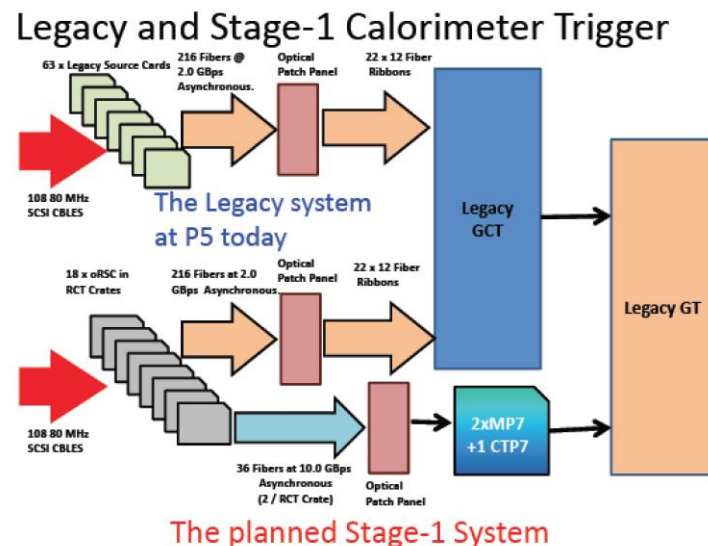 Legacy and Stage-1 Calorimeter Trigger
63 x Legacy Source Cards
216 Fibers @
2.0 GBps
Asynchronous.
Optical
Patch Panel
22 x 12 Fiber
Ribbons
108 80 MHz
SCSI CBLES
The Legacy system
at P5 today
Legacy
GCT
Legacy GT
18 x oRSC in
RCT Crates
216 Fibers at 2.0
GBps Asynchronous.
Optical
Patch Panel
22 x 12 Fiber
Ribbons
108 80 MHz
SCSI CBLES
36 Fibers at 10.0 GBps
Asynchronous
(2 / RCT Crate)
Optical
Patch Panel
2xMP7
+1 CTP7
The planned Stage-1 System